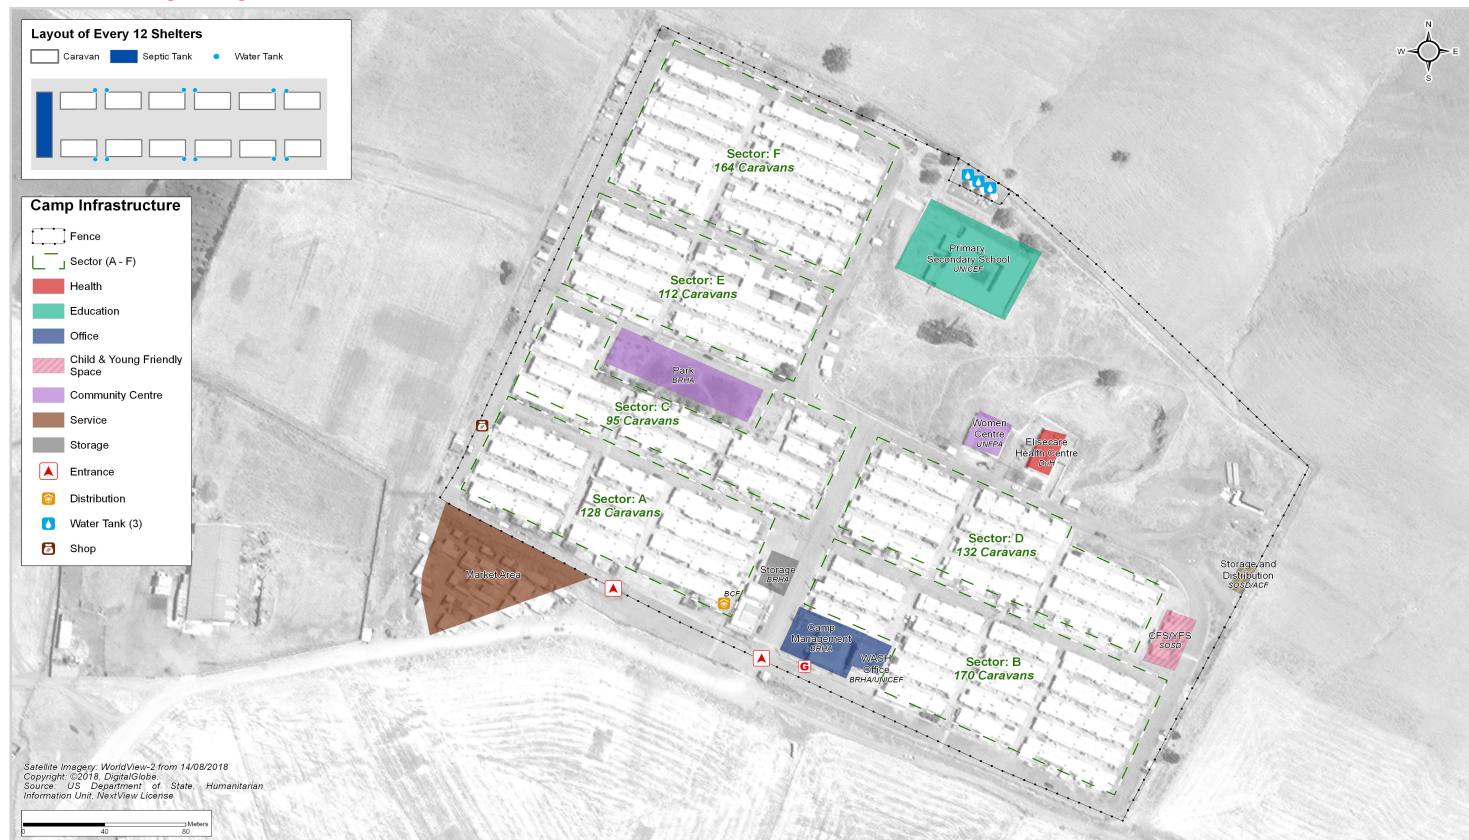 Layout of Every 12 Shelters
Caravan
Septic Tank
Water Tank
Camp Infrastructure
Fence
Sector (A - F)
Health
Education
Office
Child & Young Friendly
Space
Community Centre
Service
Storage
Entrance
Distribution
Water Tank (3)
Shop
N
W
E
S
Sector: F
164 Caravans
Primary
Secondary School
UNICEF
Sector: E
112 Caravans
Park
BRHA
Sector: C
95 Caravans
Women
Centre
UNFPA
Elisecare
Health Centre
DoH
Sector: A
128 Caravans
Sector: D
132 Caravans
Market Area
Storage
BRHA
BCF
Storage and
Distribution
SOSD/ACF
Camp
Management
BRHA
G
WASH
Office
BRHA/UNICEF
CFS/YFS
SOSD
Sector: B
170 Caravans
Satellite Imagery: WorldView-2 from 14/08/2018
Copyright: ©2018, DigitalGlobe.
Source: US Department of State, Humanitarian
Information Unit, NextView License
Meters
0 40 80